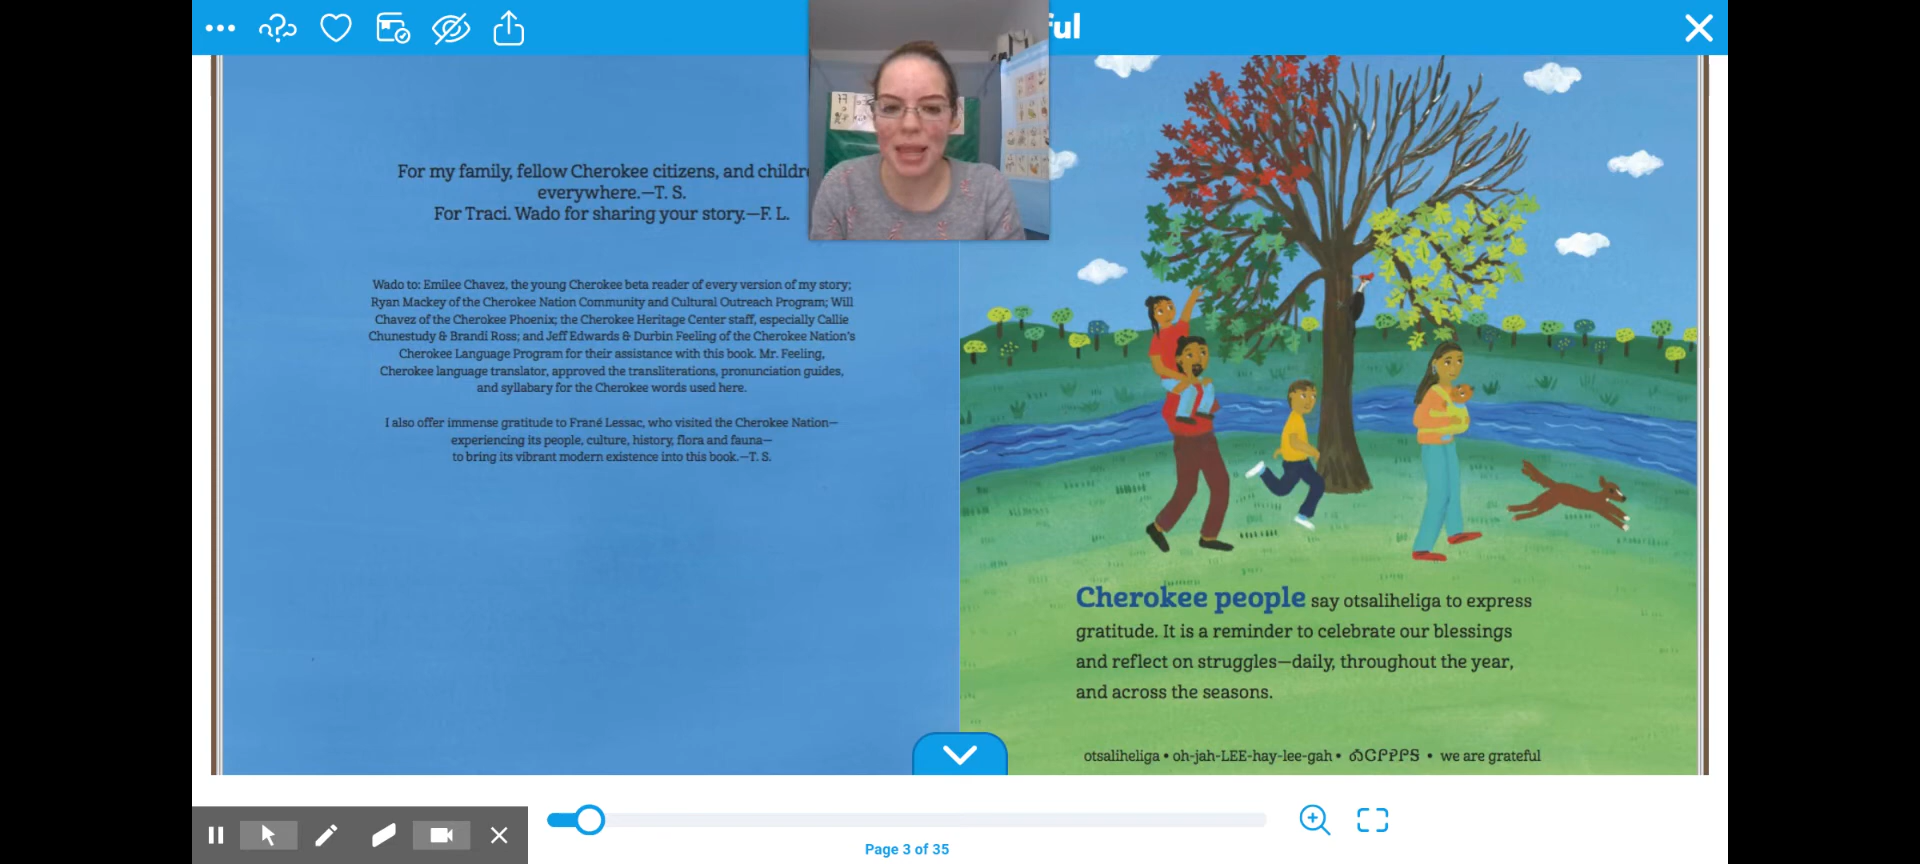 ful
For my family, fellow Cherokee citizens, and childre
everywhere.—T. S.
For Traci. Wado for sharing your story.—F. L.
Wado to: Emilee Chavez, the young Cherokee beta reader of every version of my story;
Ryan Mackey of the Cherokee Nation Community and Cultural Outreach Program; Will
Chavez of the Cherokee Phoenix; the Cherokee Heritage Center staff, especially Callie
Chunestudy & Brandi Ross; and Jeff Edwards & Durbin Feeling of the Cherokee Nation's
Cherokee Language Program for their assistance with this book. Mr. Feeling,
Cherokee language translator, approved the transliterations, pronunciation guides,
and syllabary for the Cherokee words used here.
I also offer immense gratitude to Frané Lessac, who visited the Cherokee Nation—
experiencing its people, culture, history, flora and fauna—
to bring its vibrant modern existence into this book.—T. S.
Cherokee people say otsaliheliga to express
gratitude. It is a reminder to celebrate our blessings
and reflect on struggles—daily, throughout the year,
and across the seasons.
otsaliheliga • oh-jah-LEE-hay-lee-gah • ᎣᏣᎵᎮᎵᎦ • we are grateful
Page 3 of 35